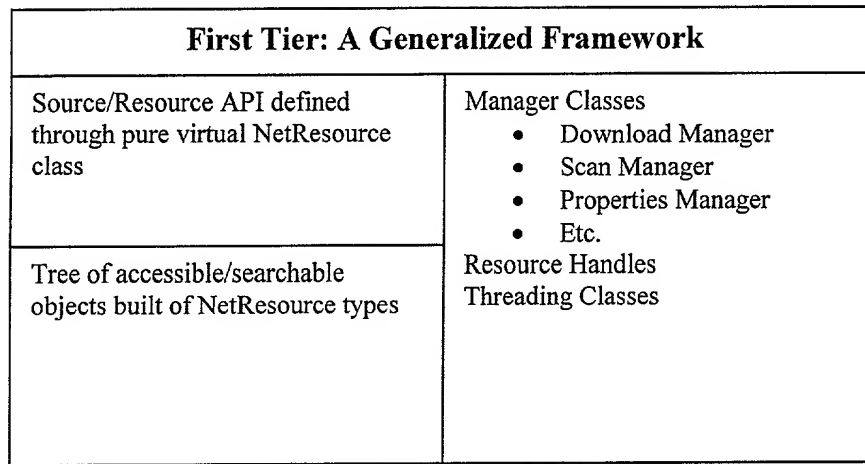 First Tier: A Generalized Framework
Source/Resource API defined
through pure virtual NetResource
class
Tree of accessible/searchable
objects built of NetResource types
Manager Classes
• Download Manager
• Scan Manager
• Properties Manager
• Etc.
Resource Handles
Threading Classes